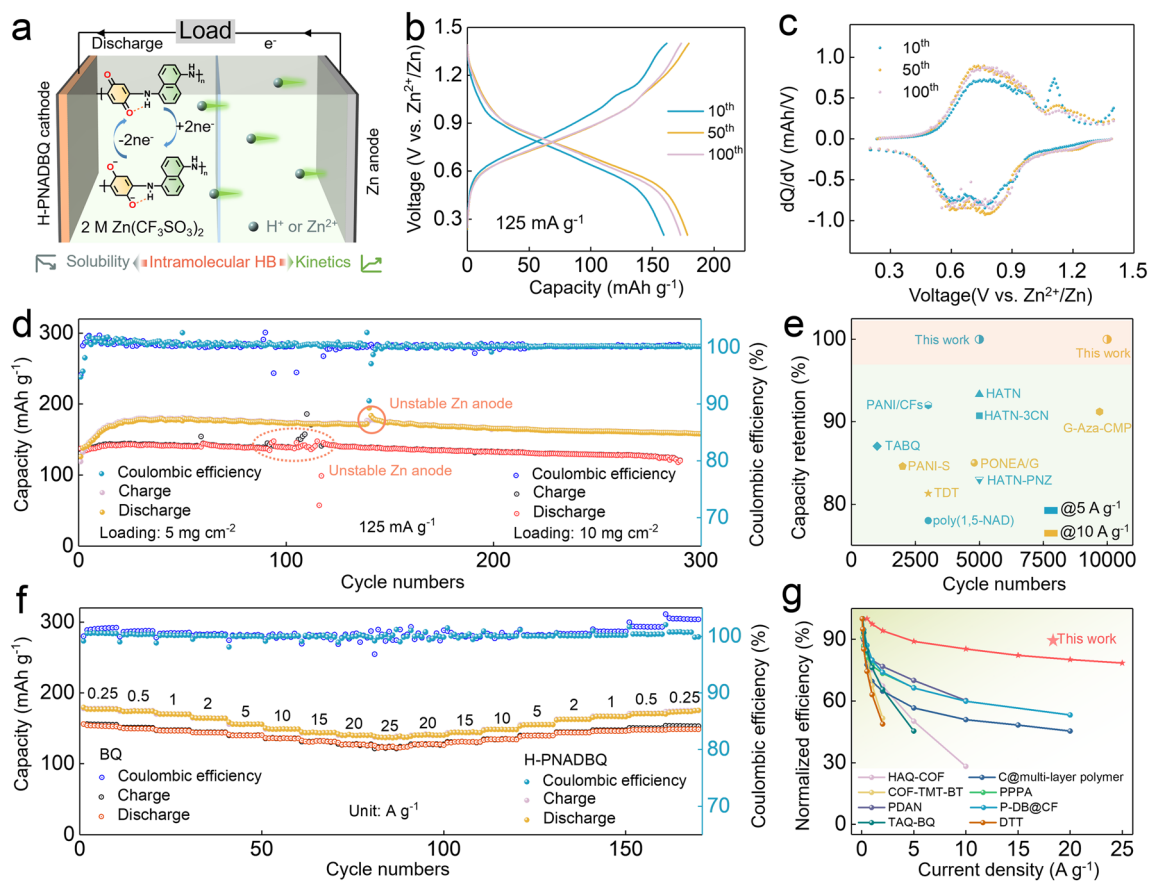 a
Load
Discharge
e⁻
H-PNADBQ cathode
Zn anode
O
O
N
H
H
N
n
-2ne⁻
+2ne⁻
O⁻
O⁻
N
H
H
N
n
2 M Zn(CF₃SO₃)₂
H⁺ or Zn²⁺
Solubility
Intramolecular HB
Kinetics
b
Voltage (V vs. Zn²⁺/Zn)
1.5
1.2
0.9
0.6
0.3
10th
50th
100th
125 mA g⁻¹
0 50 100 150 200
Capacity (mAh g⁻¹)
c
dQ/dV (mAh/V)
1.0
0.5
0.0
-0.5
-1.0
10th
50th
100th
0.3 0.6 0.9 1.2 1.5
Voltage(V vs. Zn²⁺/Zn)
d
Capacity (mAh g⁻¹)
300
200
100
0
Unstable Zn anode
Unstable Zn anode
Coulombic efficiency
Charge
Discharge
Loading: 5 mg cm⁻²
125 mA g⁻¹
Coulombic efficiency
Charge
Discharge
Loading: 10 mg cm⁻²
100
90
80
70
65
Coulombic efficiency (%)
0 100 200 300
Cycle numbers
e
Capacity retention (%)
100
90
80
This work
This work
PANI/CFs
HATN
HATN-3CN
G-Aza-CMP
TABQ
PANI-S
PONEA/G
HATN-PNZ
TDT
poly(1,5-NAD)
@5 A g⁻¹
@10 A g⁻¹
0 2500 5000 7500 10000
Cycle numbers
f
Capacity (mAh g⁻¹)
300
200
100
0
0.25 0.5 1 2 5 10 15 20 25 20 15 10 5 2 1 0.5 0.25
BQ
Coulombic efficiency
Charge
Discharge
Unit: A g⁻¹
H-PNADBQ
Coulombic efficiency
Charge
Discharge
100
90
80
70
Coulombic efficiency (%)
0 50 100 150
Cycle numbers
g
Normalized efficiency (%)
90
60
30
0
This work
HAQ-COF
COF-TMT-BT
PDAN
TAQ-BQ
C@multi-layer polymer
PPPA
P-DB@CF
DTT
0 5 10 15 20 25
Current density (A g⁻¹)